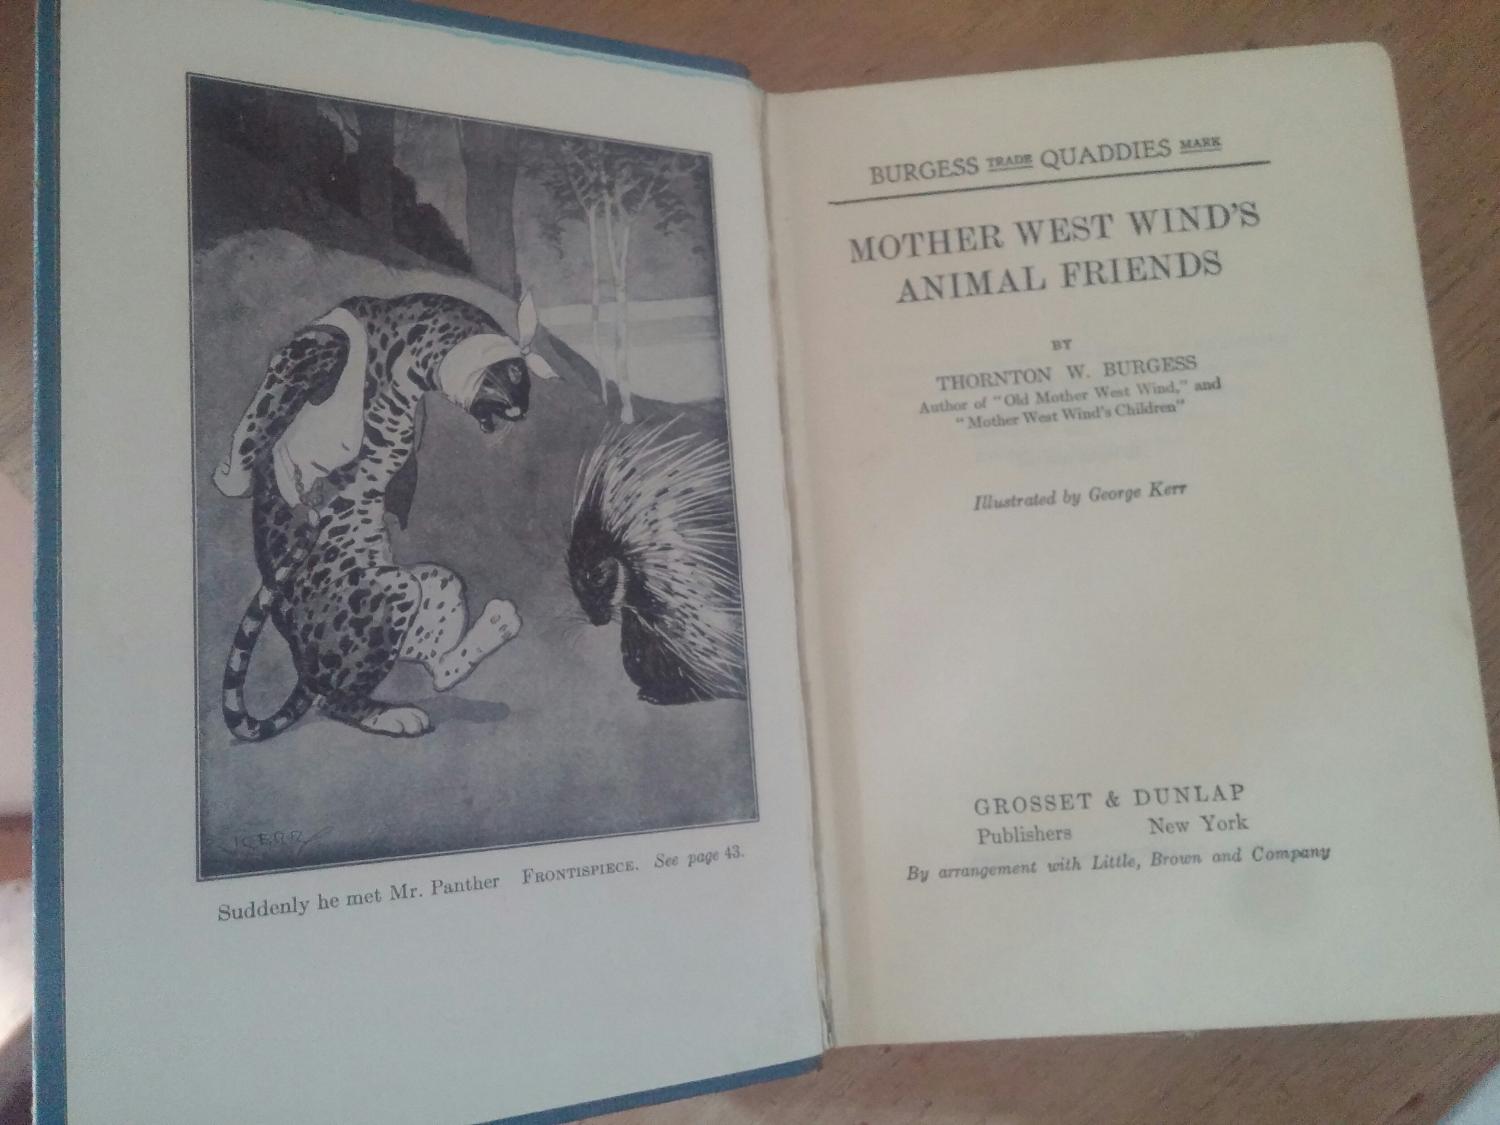 KERR
Suddenly he met Mr. Panther FRONTISPIECE. See page 43.
BURGESS TRADE QUADDIES MARK
MOTHER WEST WIND'S
ANIMAL FRIENDS
BY
THORNTON W. BURGESS
Author of "Old Mother West Wind," and
"Mother West Wind's Children"
Illustrated by George Kerr
GROSSET & DUNLAP
Publishers New York
By arrangement with Little, Brown and Company